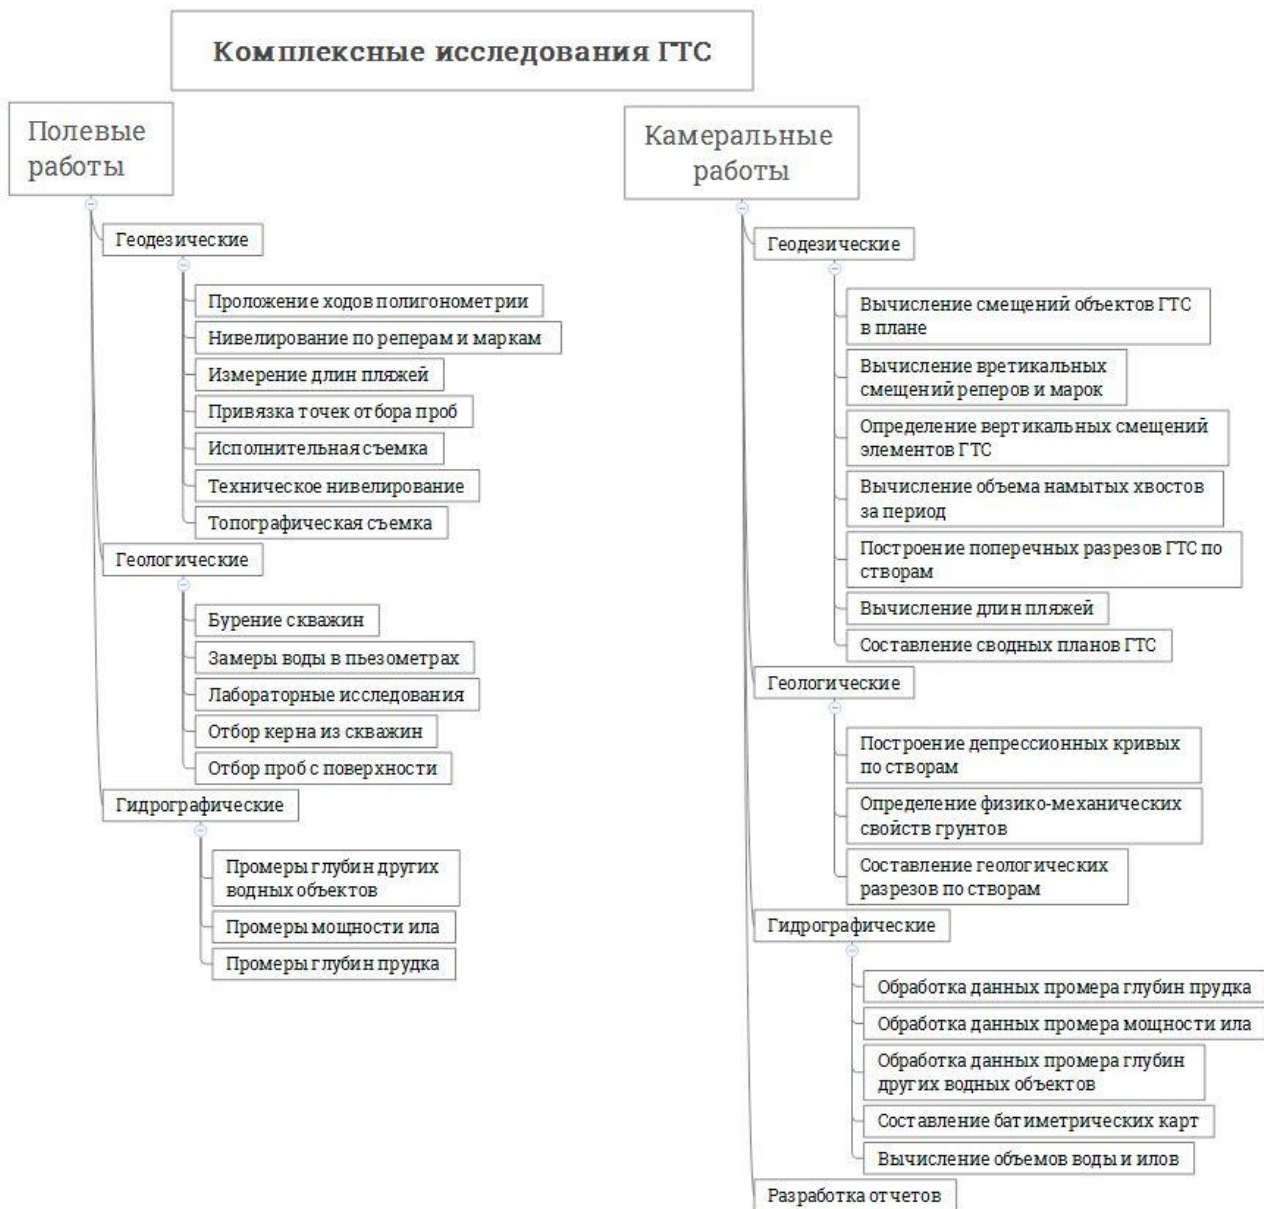 Комплексные исследования ГТС
Полевые
работы
Геодезические
Проложение ходов полигонометрии
Нивелирование по реперам и маркам
Измерение длин пляжей
Привязка точек отбора проб
Исполнительная съемка
Техническое нивелирование
Топографическая съемка
Геологические
Бурение скважин
Замеры воды в пьезометрах
Лабораторные исследования
Отбор керна из скважин
Отбор проб с поверхности
Гидрографические
Промеры глубин других
водных объектов
Промеры мощности ила
Промеры глубин прудка
Камеральные
работы
Геодезические
Вычисление смещений объектов ГТС
в плане
Вычисление вретикальных
смещений реперов и марок
Определение вертикальных смещений
элементов ГТС
Вычисление объема намытых хвостов
за период
Построение поперечных разрезов ГТС по
створам
Вычисление длин пляжей
Составление сводных планов ГТС
Геологические
Построение депрессионных кривых
по створам
Определение физико-механических
свойств грунтов
Составление геологических
разрезов по створам
Гидрографические
Обработка данных промера глубин прудка
Обработка данных промера мощности ила
Обработка данных промера глубин
других водных объектов
Составление батиметрических карт
Вычисление объемов воды и илов
Разработка отчетов